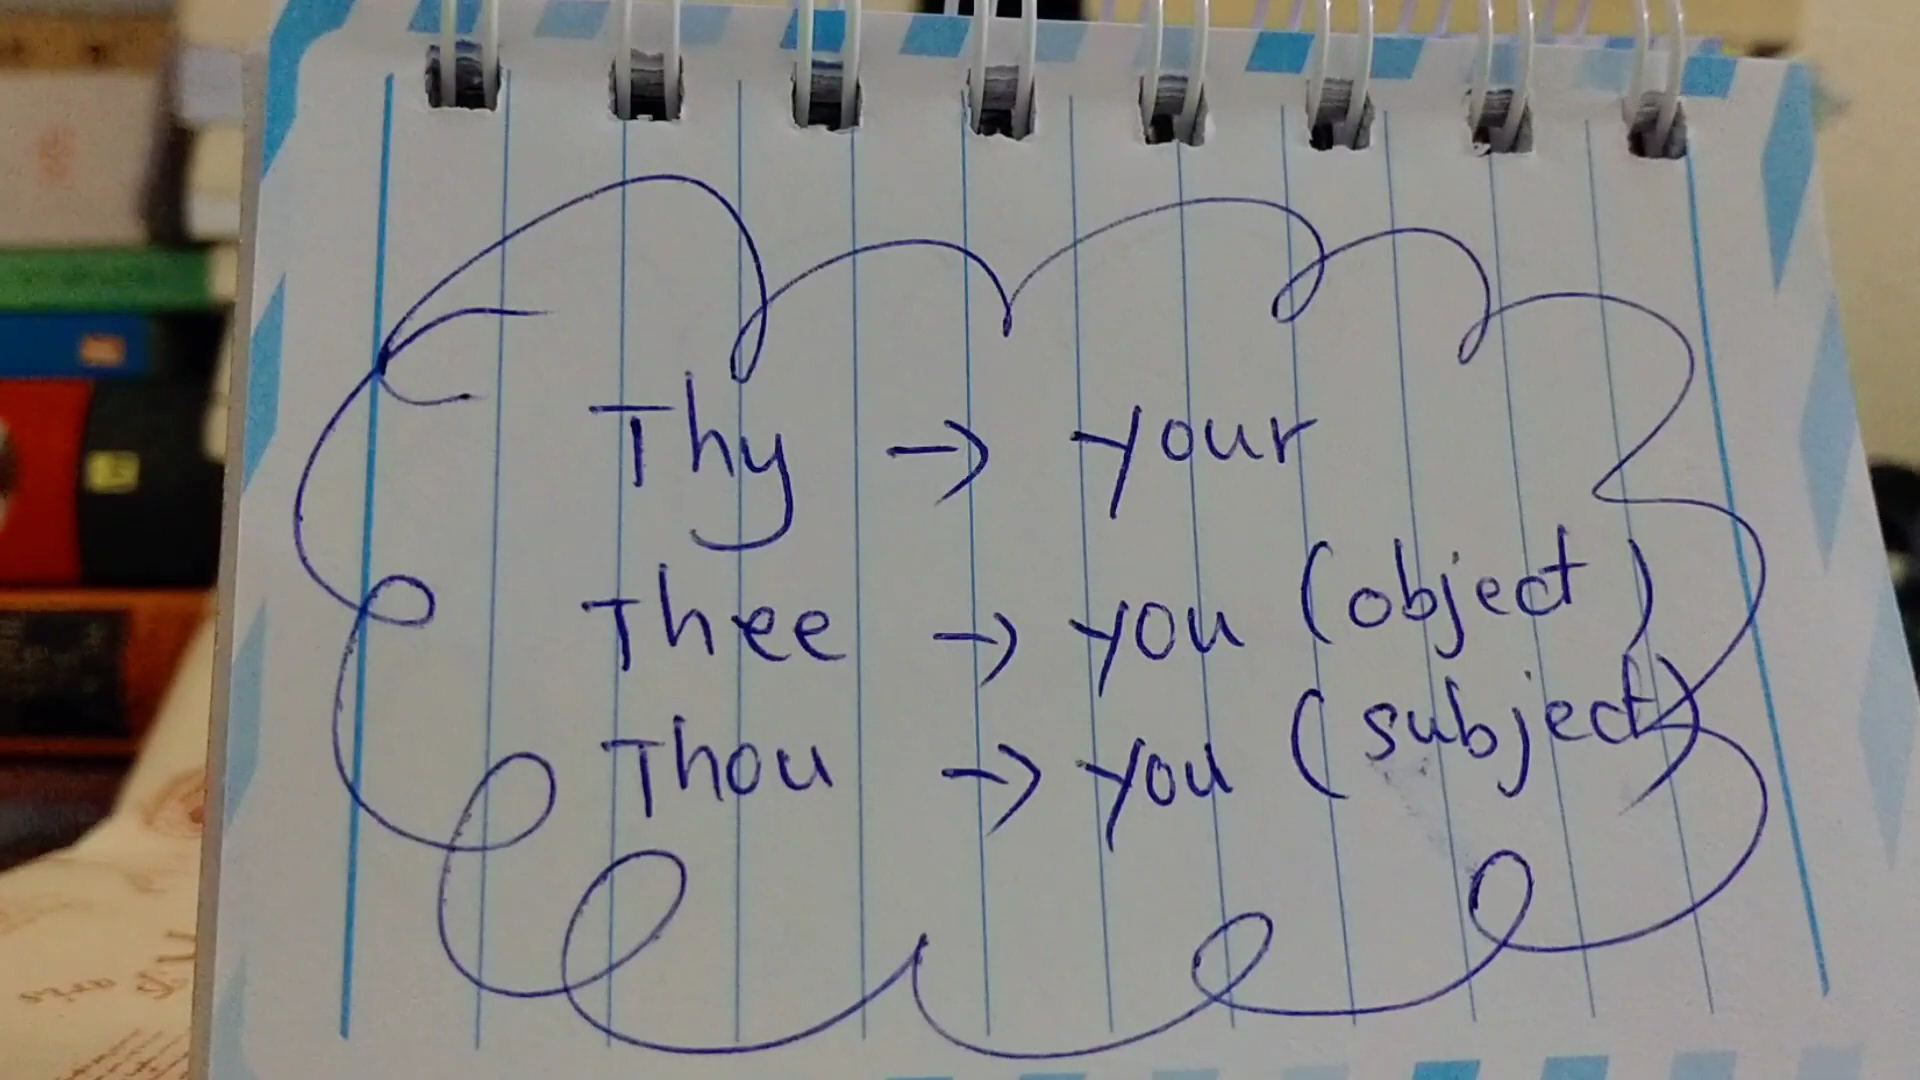 Thy → your
Thee → you (object)
Thou → you (subject)